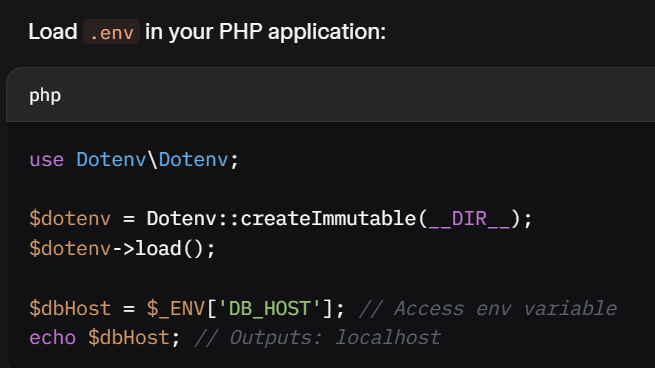 Load .env in your PHP application:
php
use Dotenv\Dotenv;
$dotenv = Dotenv::createImmutable(__DIR__);
$dotenv->load();
$dbHost = $_ENV['DB_HOST']; // Access env variable
echo $dbHost; // Outputs: localhost